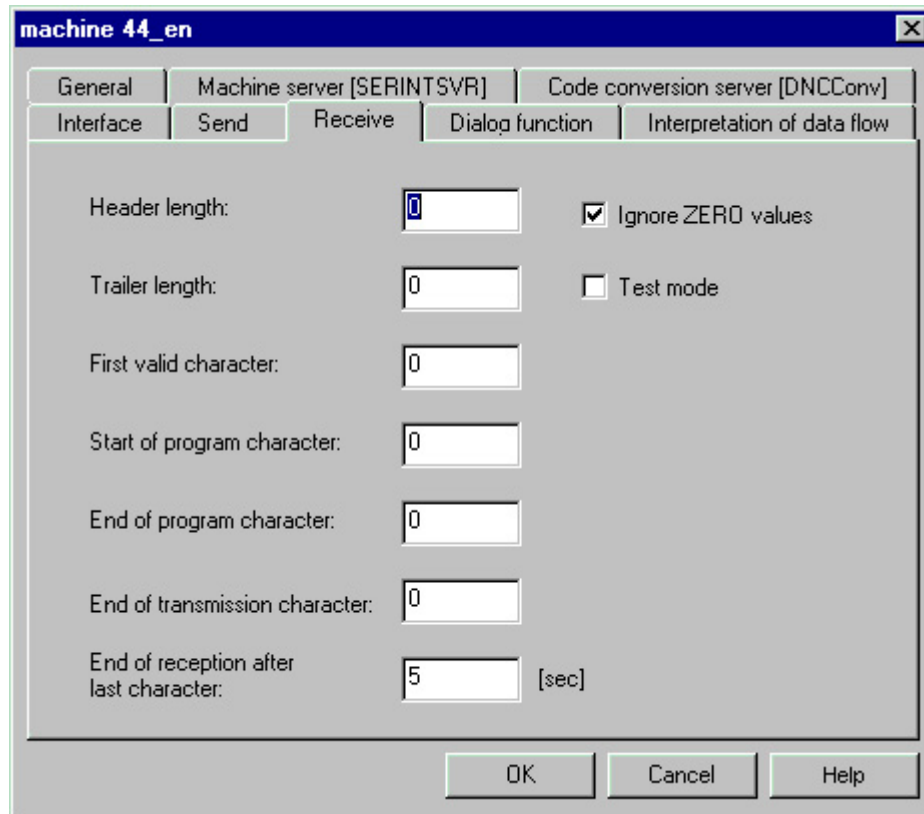 machine 44_en
General Machine server [SERINTSVR] Code conversion server [DNCConv]
Interface Send Receive Dialog function Interpretation of data flow
Header length: 0 Ignore ZERO values
Trailer length: 0 Test mode
First valid character: 0
Start of program character: 0
End of program character: 0
End of transmission character: 0
End of reception after
last character: 5 [sec]
OK Cancel Help